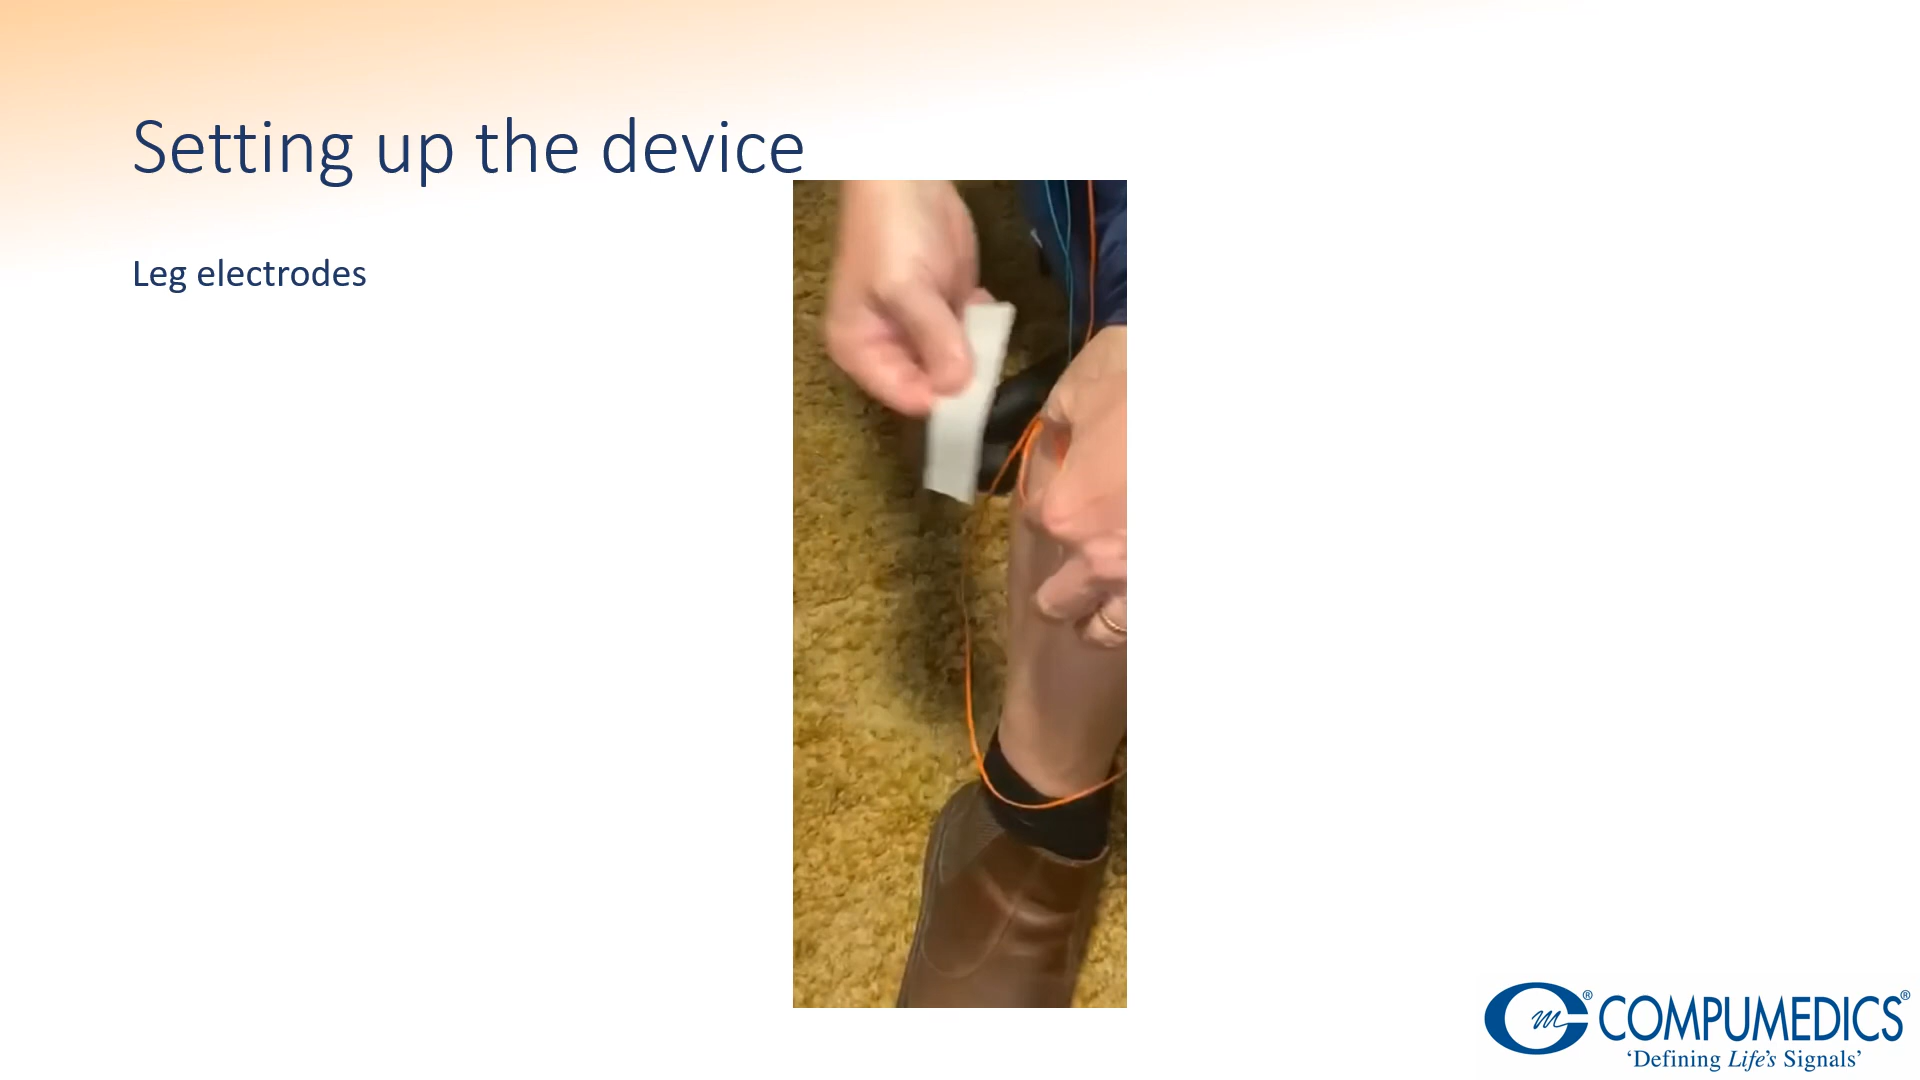 Setting up the device
Leg electrodes
COMPUMEDICS®
‘Defining Life’s Signals’